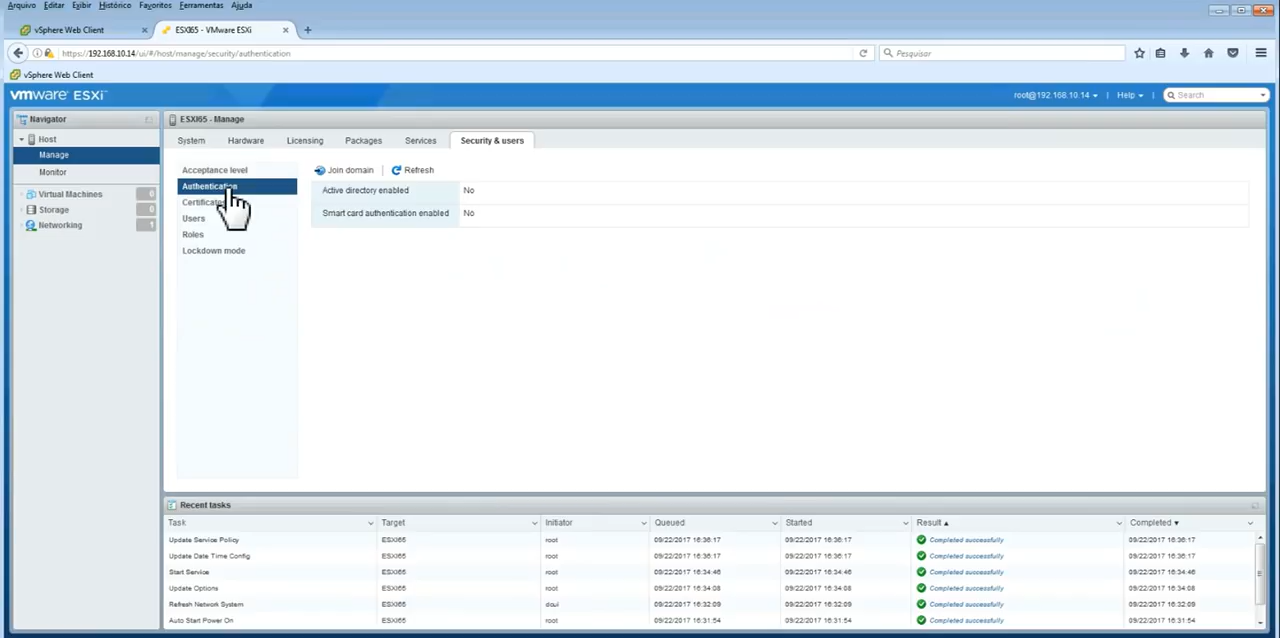 Arquivo Editar Exibir Histórico Favoritos Ferramentas Ajuda
vSphere Web Client × ESXI65 - VMware ESXi × +
https://192.168.10.14/ui/#/host/manage/security/authentication Pesquisar
vSphere Web Client
vmware ESXi root@192.168.10.14 | Help | Search
Navigator ESXI65 - Manage
Host System Hardware Licensing Packages Services Security & users
Manage
Monitor
Virtual Machines 0
Storage 0
Networking 1
Acceptance level
Authentication
Certificates
Users
Roles
Lockdown mode
Join domain | Refresh
Active directory enabled No
Smart card authentication enabled No
Recent tasks
Task Target Initiator Queued Started Result Completed
Update Service Policy ESXI65 root 09/22/2017 16:36:17 09/22/2017 16:36:17 Completed successfully 09/22/2017 16:36:17
Update Date Time Config ESXI65 root 09/22/2017 16:36:17 09/22/2017 16:36:17 Completed successfully 09/22/2017 16:36:17
Start Service ESXI65 root 09/22/2017 16:34:46 09/22/2017 16:34:46 Completed successfully 09/22/2017 16:34:46
Update Options ESXI65 root 09/22/2017 16:34:08 09/22/2017 16:34:08 Completed successfully 09/22/2017 16:34:08
Refresh Network System ESXI65 dcui 09/22/2017 16:32:09 09/22/2017 16:32:09 Completed successfully 09/22/2017 16:32:09
Auto Start Power On ESXI65 root 09/22/2017 16:31:54 09/22/2017 16:31:54 Completed successfully 09/22/2017 16:31:54